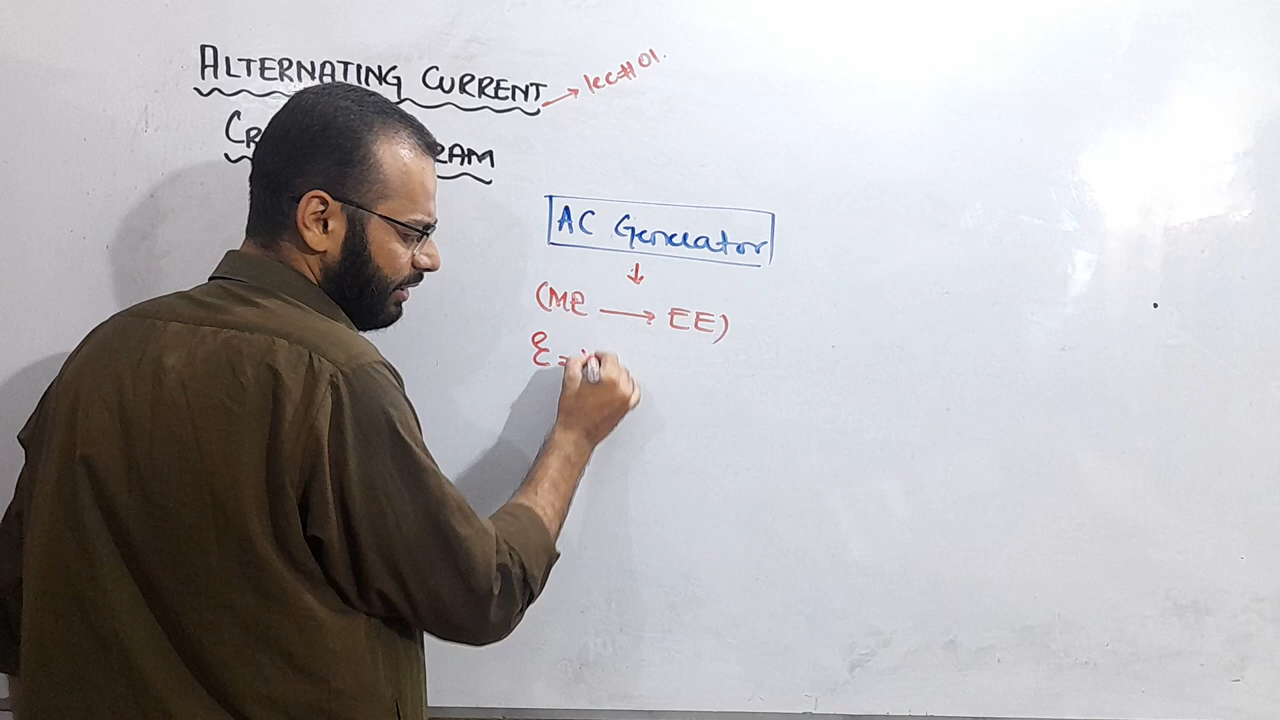 ALTERNATING CURRENT → lec# 01.
AC Generator
↓
(ME → EE)
ε =